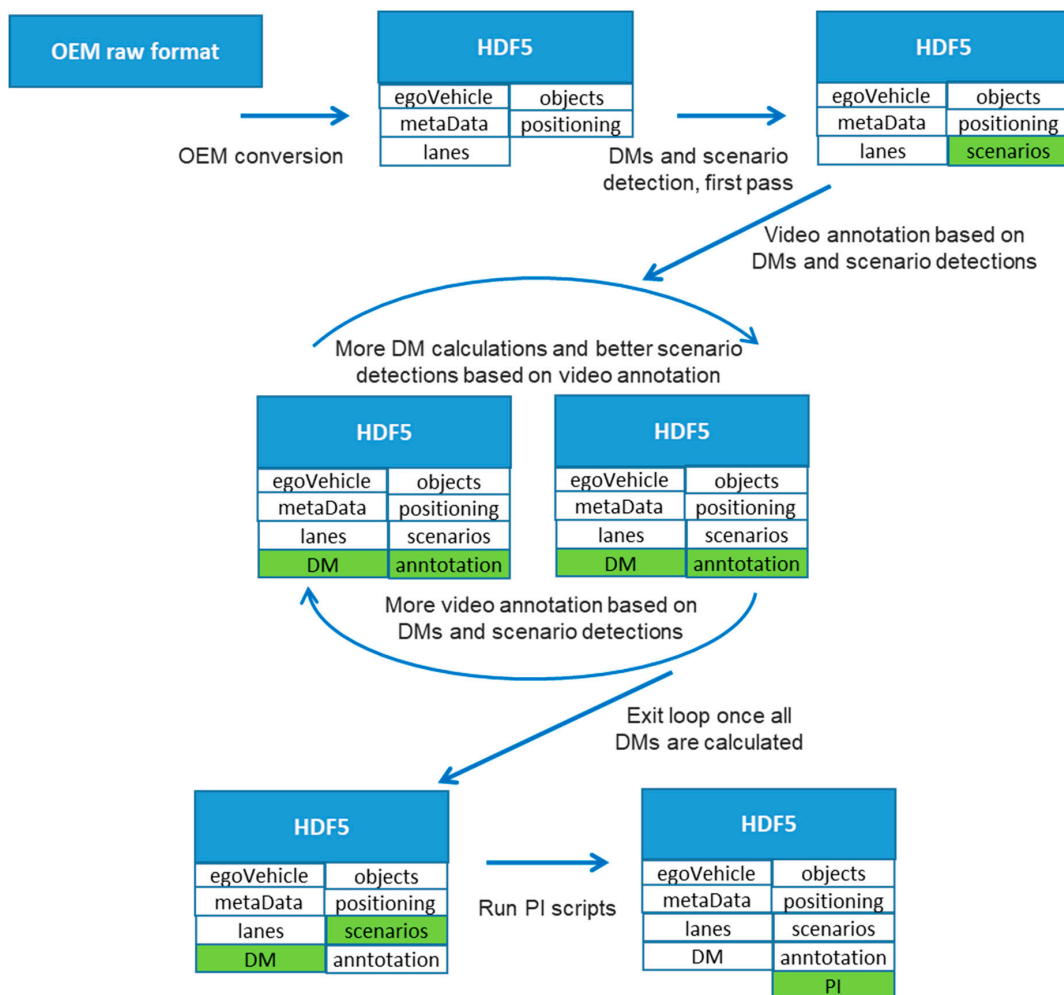 OEM raw format
HDF5
egoVehicle objects
metaData positioning
lanes
HDF5
egoVehicle objects
metaData positioning
lanes scenarios
OEM conversion
DMs and scenario
detection, first pass
Video annotation based on
DMs and scenario detections
More DM calculations and better scenario
detections based on video annotation
HDF5
egoVehicle objects
metaData positioning
lanes scenarios
DM anntotation
HDF5
egoVehicle objects
metaData positioning
lanes scenarios
DM anntotation
More video annotation based on
DMs and scenario detections
Exit loop once all
DMs are calculated
HDF5
egoVehicle objects
metaData positioning
lanes scenarios
DM anntotation
Run PI scripts
HDF5
egoVehicle objects
metaData positioning
lanes scenarios
DM anntotation
PI